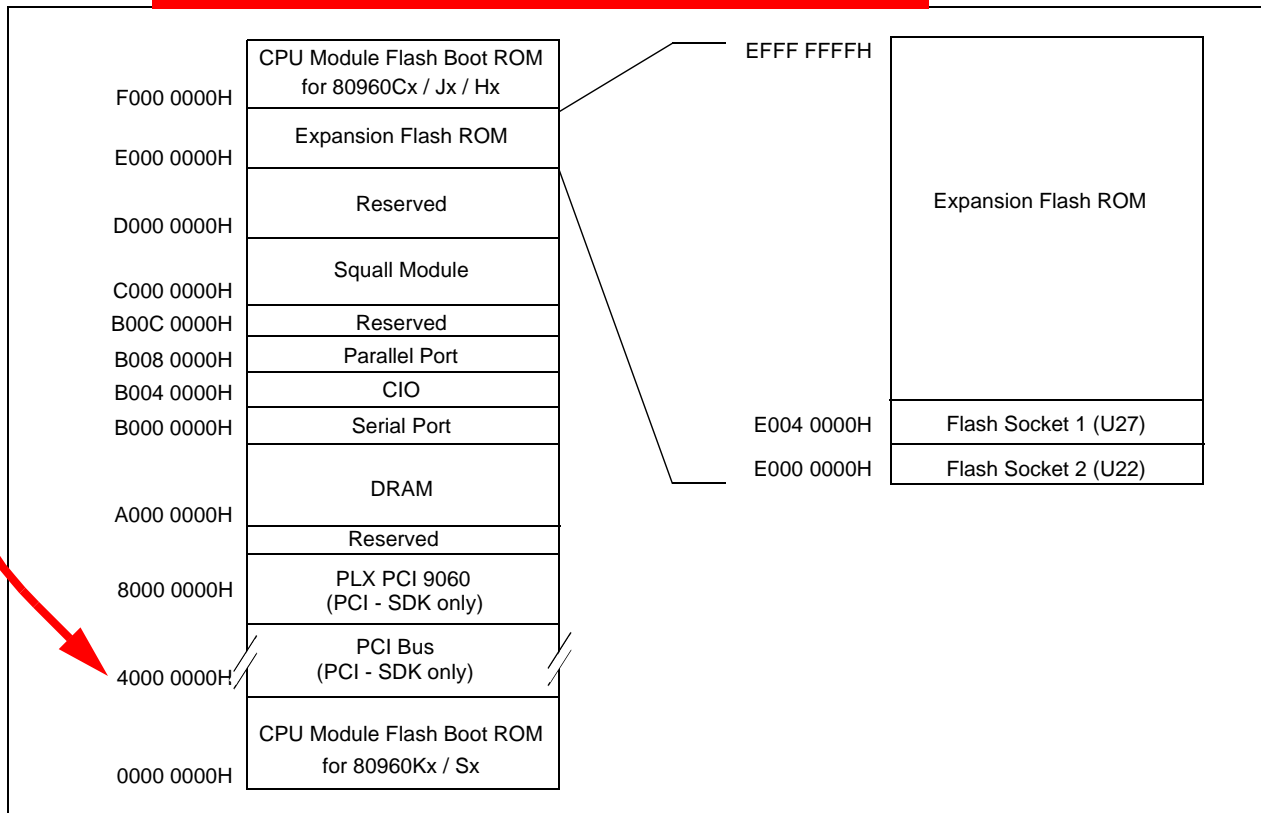 CPU Module Flash Boot ROM
for 80960Cx / Jx / Hx
F000 0000H
Expansion Flash ROM
E000 0000H
Reserved
D000 0000H
Squall Module
C000 0000H
Reserved
B00C 0000H
Parallel Port
B008 0000H
CIO
B004 0000H
Serial Port
B000 0000H
DRAM
A000 0000H
Reserved
PLX PCI 9060
(PCI - SDK only)
8000 0000H
PCI Bus
(PCI - SDK only)
4000 0000H
CPU Module Flash Boot ROM
for 80960Kx / Sx
0000 0000H
EFFF FFFFH
Expansion Flash ROM
E004 0000H
Flash Socket 1 (U27)
E000 0000H
Flash Socket 2 (U22)